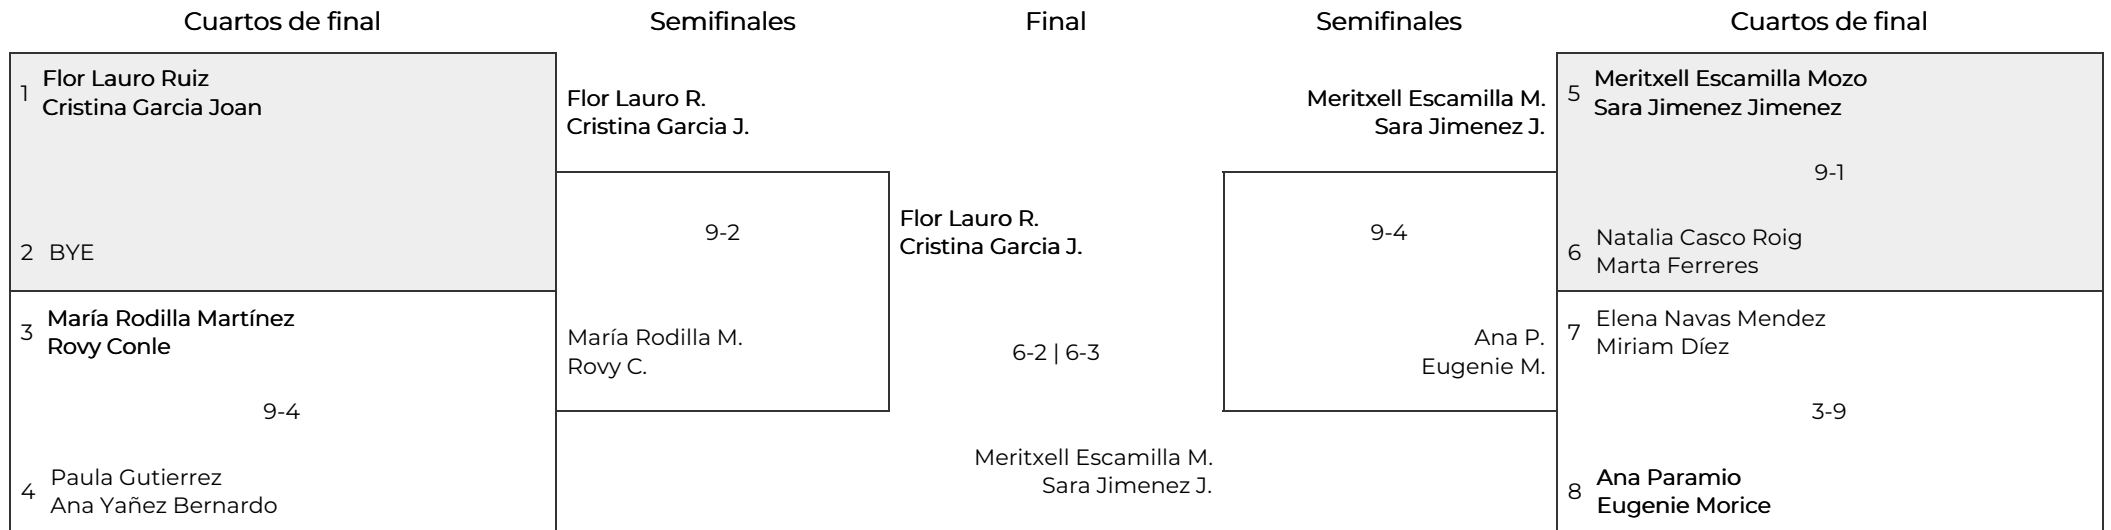 Cuartos de final
Semifinales
Final
Semifinales
Cuartos de final
1
Flor Lauro Ruiz
Cristina Garcia Joan
2 BYE
3
María Rodilla Martínez
Rovy Conle
9-4
4
Paula Gutierrez
Ana Yañez Bernardo
Flor Lauro R.
Cristina Garcia J.
9-2
María Rodilla M.
Rovy C.
Flor Lauro R.
Cristina Garcia J.
6-2 | 6-3
Meritxell Escamilla M.
Sara Jimenez J.
Meritxell Escamilla M.
Sara Jimenez J.
9-4
Ana P.
Eugenie M.
5
Meritxell Escamilla Mozo
Sara Jimenez Jimenez
9-1
6
Natalia Casco Roig
Marta Ferreres
7
Elena Navas Mendez
Miriam Díez
3-9
8
Ana Paramio
Eugenie Morice